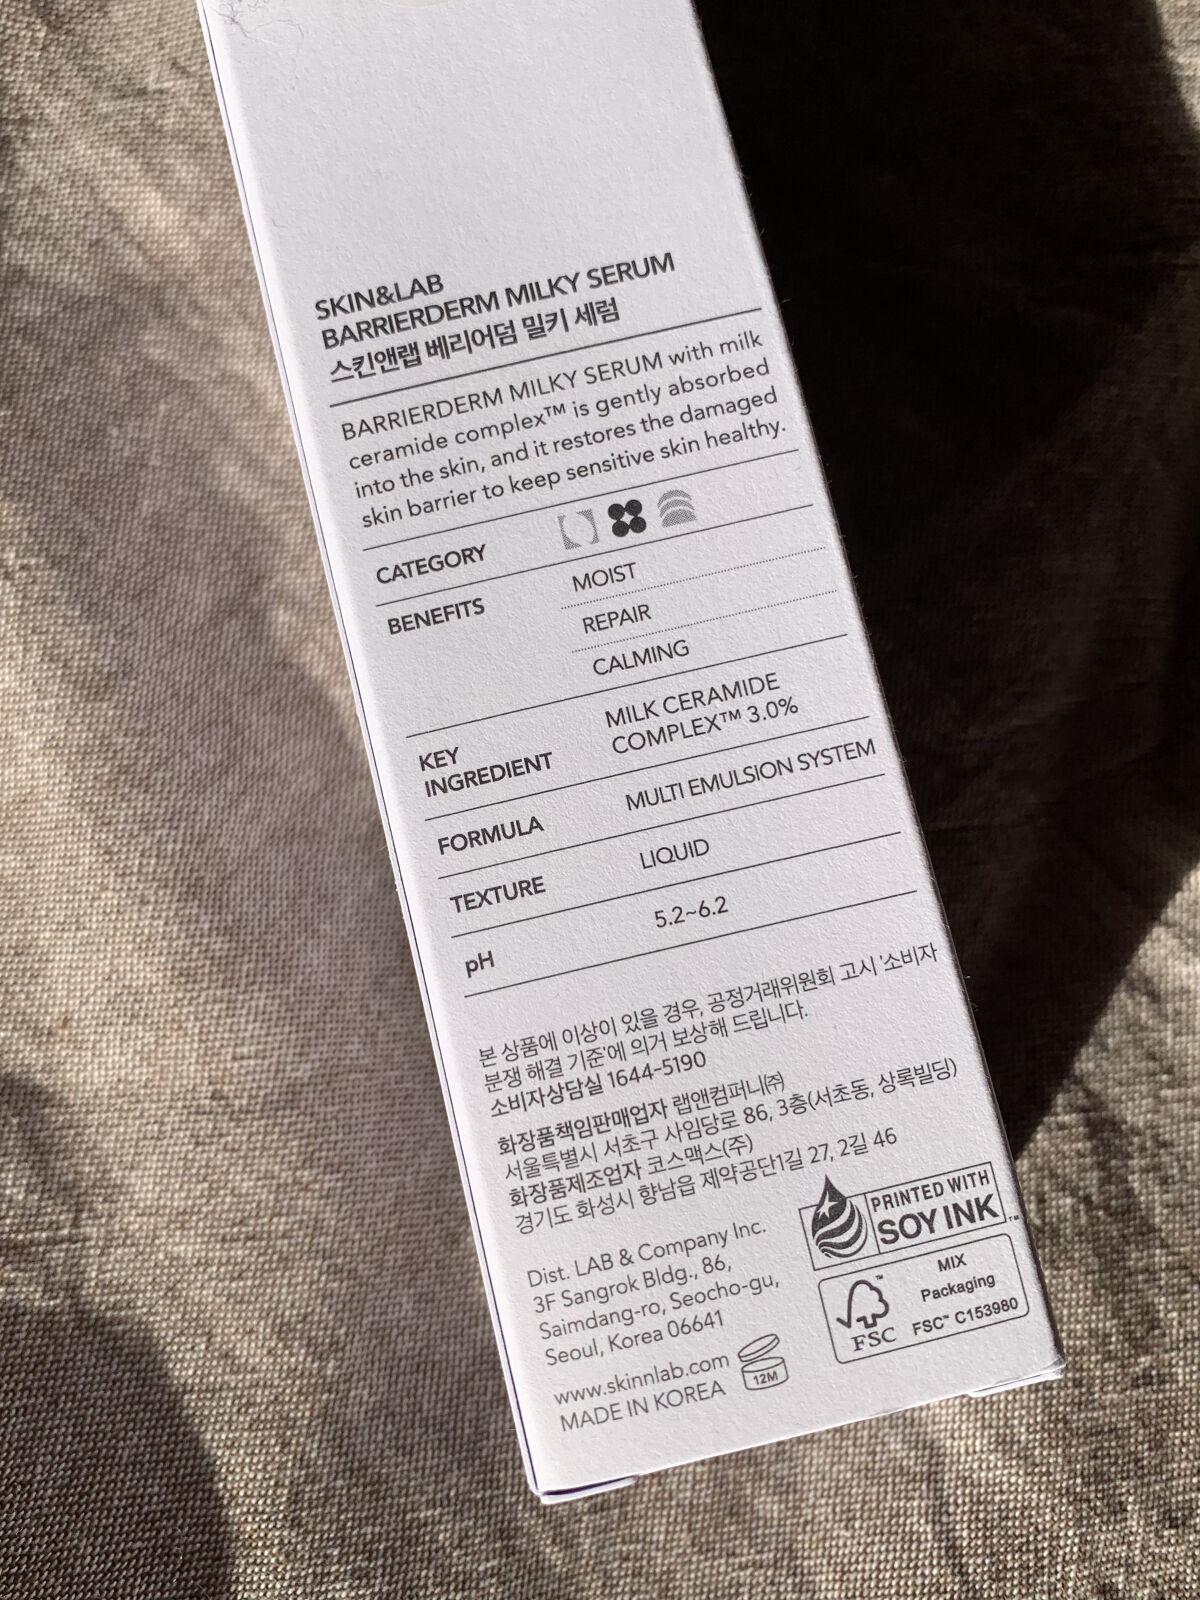 SKIN&LAB
BARRIERDERM MILKY SERUM
스킨앤랩 베리어덤 밀키 세럼
BARRIERDERM MILKY SERUM with milk
ceramide complex™ is gently absorbed
into the skin, and it restores the damaged
skin barrier to keep sensitive skin healthy.
CATEGORY
BENEFITS
MOIST
REPAIR
CALMING
KEY
INGREDIENT
MILK CERAMIDE
COMPLEX™ 3.0%
FORMULA
MULTI EMULSION SYSTEM
TEXTURE
LIQUID
pH
5.2~6.2
본 상품에 이상이 있을 경우, 공정거래위원회 고시 '소비자
분쟁 해결 기준'에 의거 보상해 드립니다.
소비자상담실 1644-5190
화장품책임판매업자 랩앤컴퍼니㈜
서울특별시 서초구 사임당로 86, 3층(서초동, 상록빌딩)
화장품제조업자 코스맥스(주)
경기도 화성시 향남읍 제약공단1길 27, 2길 46
Dist. LAB & Company Inc.
3F Sangrok Bldg., 86,
Saimdang-ro, Seocho-gu,
Seoul, Korea 06641
www.skinnlab.com
MADE IN KOREA
12M
PRINTED WITH
SOY INK™
FSC™
MIX
Packaging
FSC™ C153980